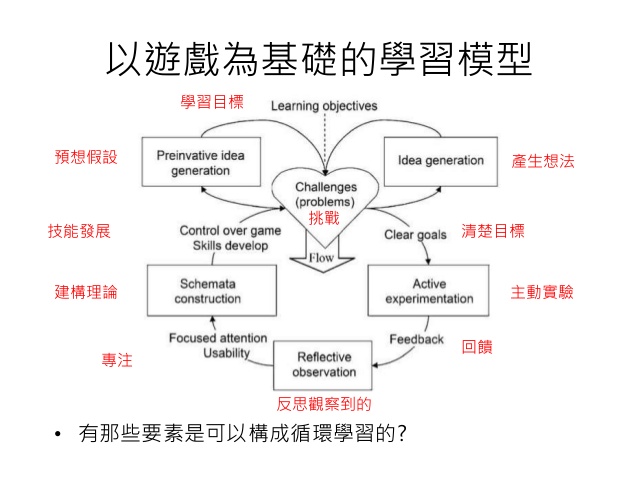 以遊戲為基礎的學習模型
學習目標
Learning objectives
預想假設
Preinvative idea
generation
Idea generation
產生想法
Challenges
(problems)
挑戰
技能發展
Control over game
Skills develop
Clear goals
清楚目標
Flow
建構理論
Schemata
construction
Active
experimentation
主動實驗
Focused attention
Usability
Feedback
回饋
專注
Reflective
observation
反思觀察到的
• 有那些要素是可以構成循環學習的?